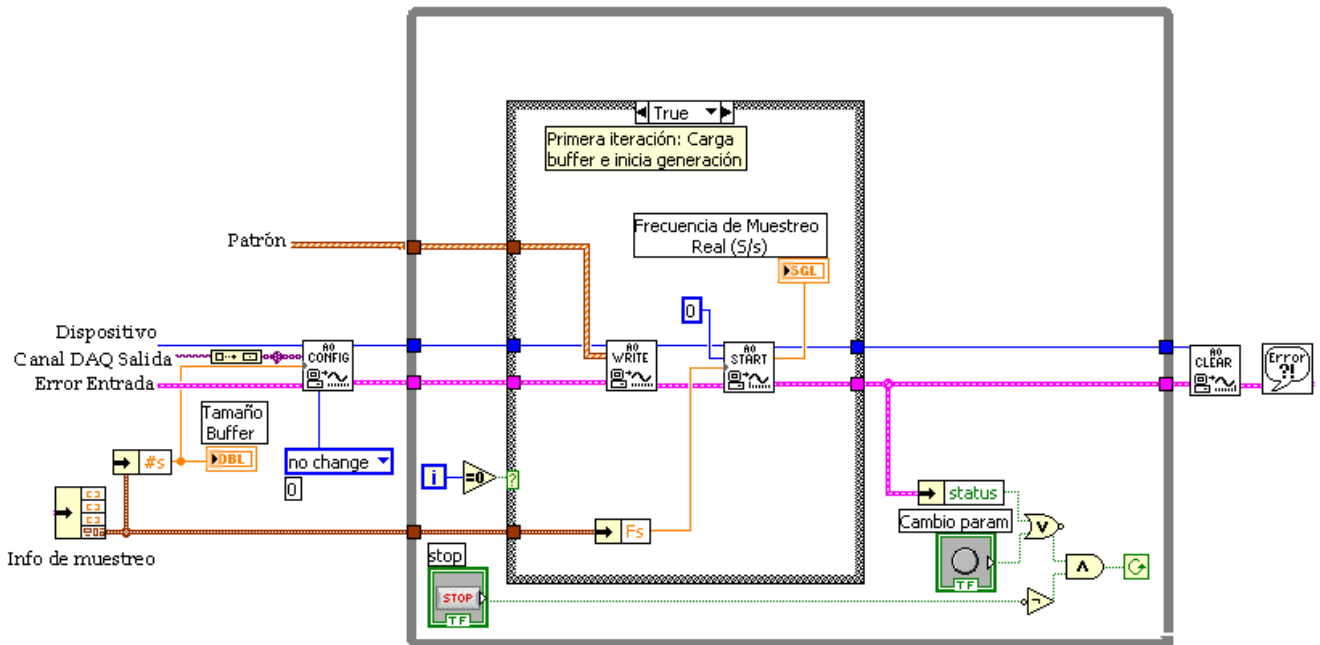 True
Primera iteración: Carga
buffer e inicia generación
Frecuencia de Muestreo
Real (S/s)
Patrón
SGL
0
Dispositivo
Canal DAQ Salida
Error Entrada
AO
CONFIG
AO
WRITE
AO
START
AO
CLEAR
Error
?!
Tamaño
Buffer
DBL
#s
no change
0
i
=0
?
status
Cambio param
V
Fs
Info de muestreo
stop
STOP
TF
TF
Λ
¬